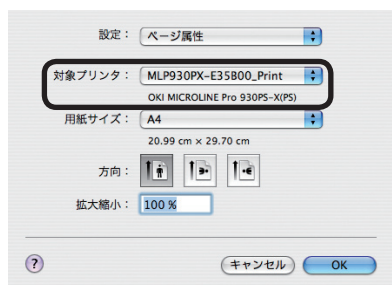 設定： ページ属性
対象プリンタ： MLP930PX-E35B00_Print
OKI MICROLINE Pro 930PS-X(PS)
用紙サイズ： A4
20.99 cm × 29.70 cm
方向：
拡大縮小： 100 %
? キャンセル OK